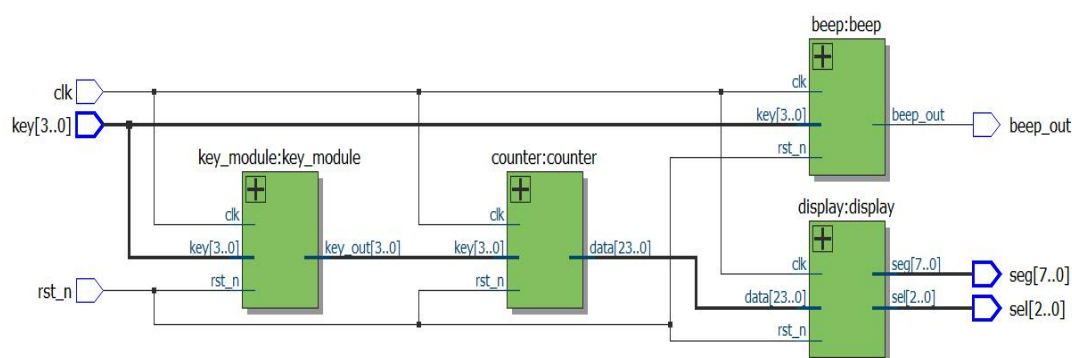 beep:beep
clk
key[3..0]
rst_n
beep_out
beep_out
clk
key[3..0]
rst_n
key_module:key_module
clk
key[3..0]
rst_n
key_out[3..0]
counter:counter
clk
key[3..0]
rst_n
data[23..0]
display:display
clk
data[23..0]
rst_n
seg[7..0]
sel[2..0]
seg[7..0]
sel[2..0]